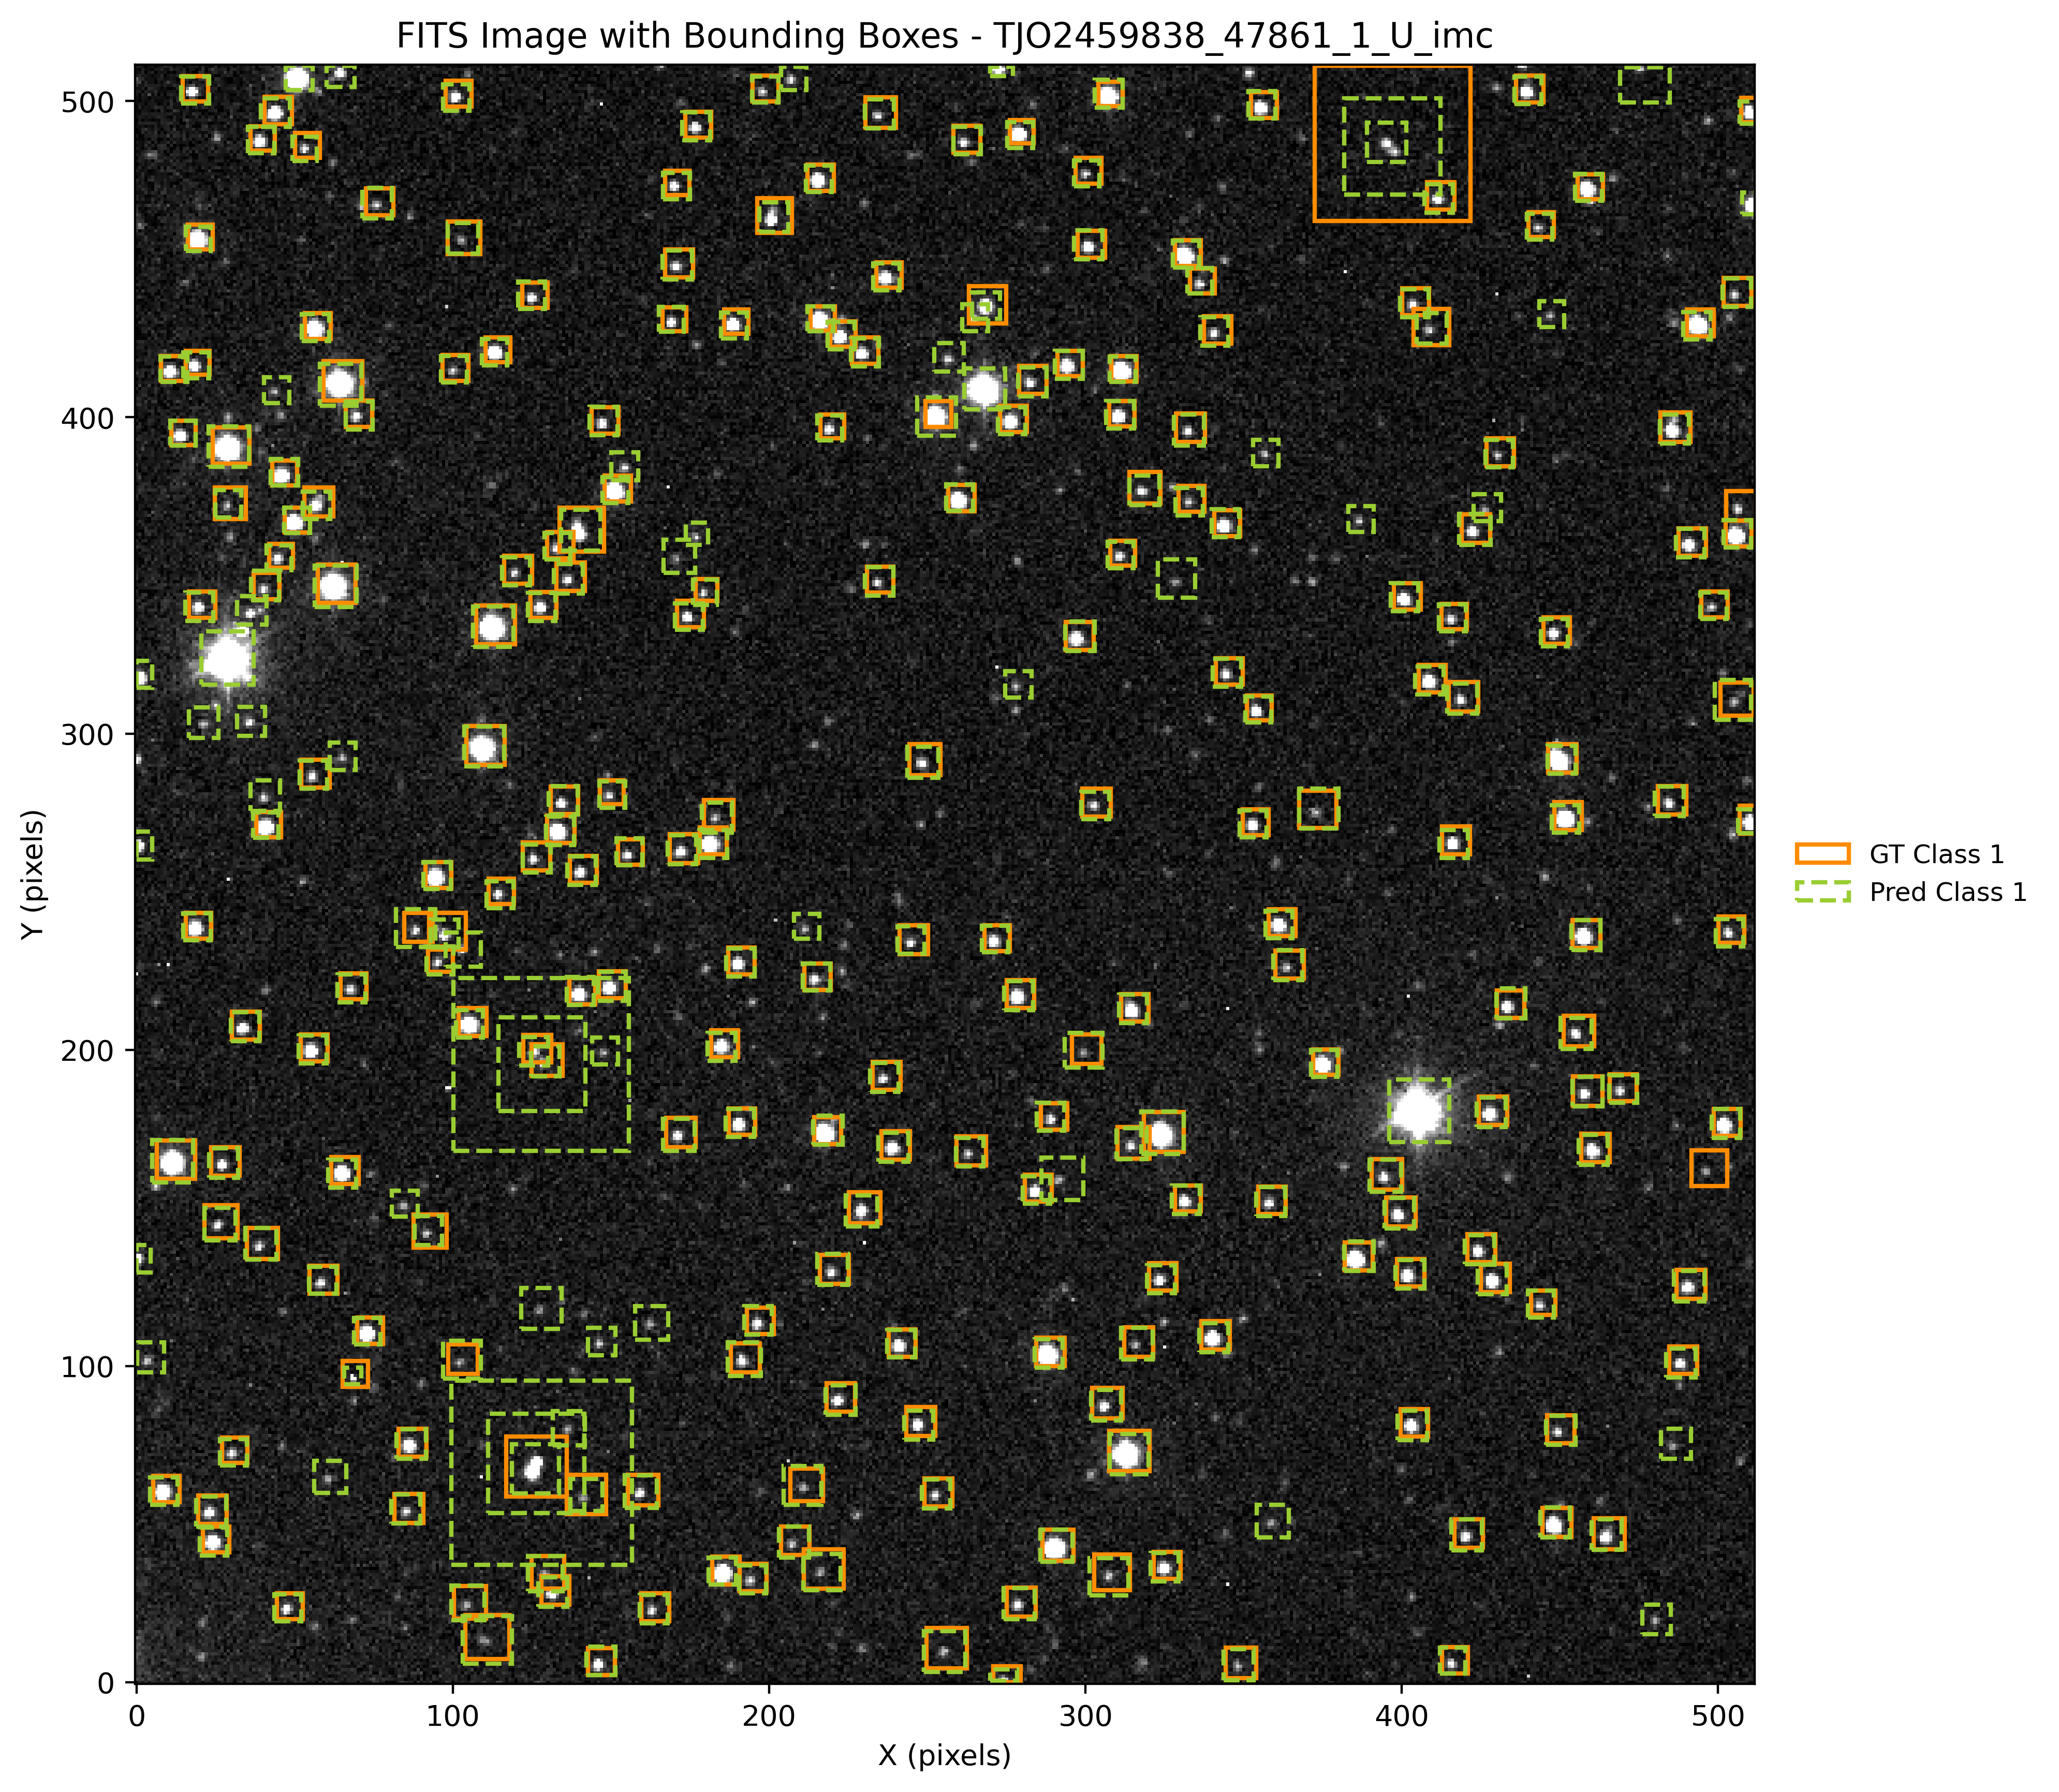 FITS Image with Bounding Boxes - TJO2459838_47861_1_U_imc
500
400
300
200
100
0
Y (pixels)
0 100 200 300 400 500
X (pixels)
GT Class 1
Pred Class 1